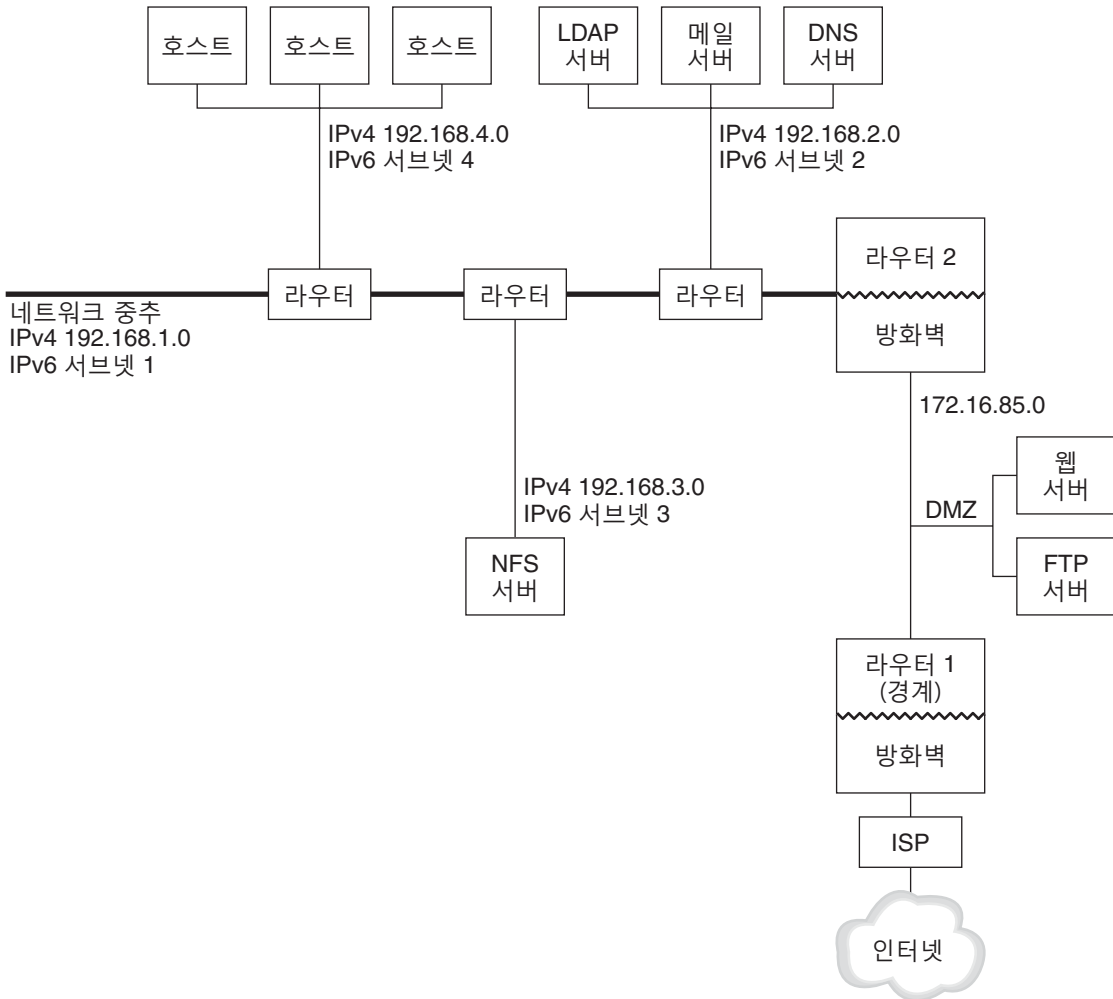 호스트
호스트
호스트
LDAP
서버
메일
서버
DNS
서버
IPv4 192.168.4.0
IPv6 서브넷 4
IPv4 192.168.2.0
IPv6 서브넷 2
라우터
라우터
라우터
라우터 2
방화벽
네트워크 중추
IPv4 192.168.1.0
IPv6 서브넷 1
172.16.85.0
IPv4 192.168.3.0
IPv6 서브넷 3
NFS
서버
DMZ
웹
서버
FTP
서버
라우터 1
(경계)
방화벽
ISP
인터넷